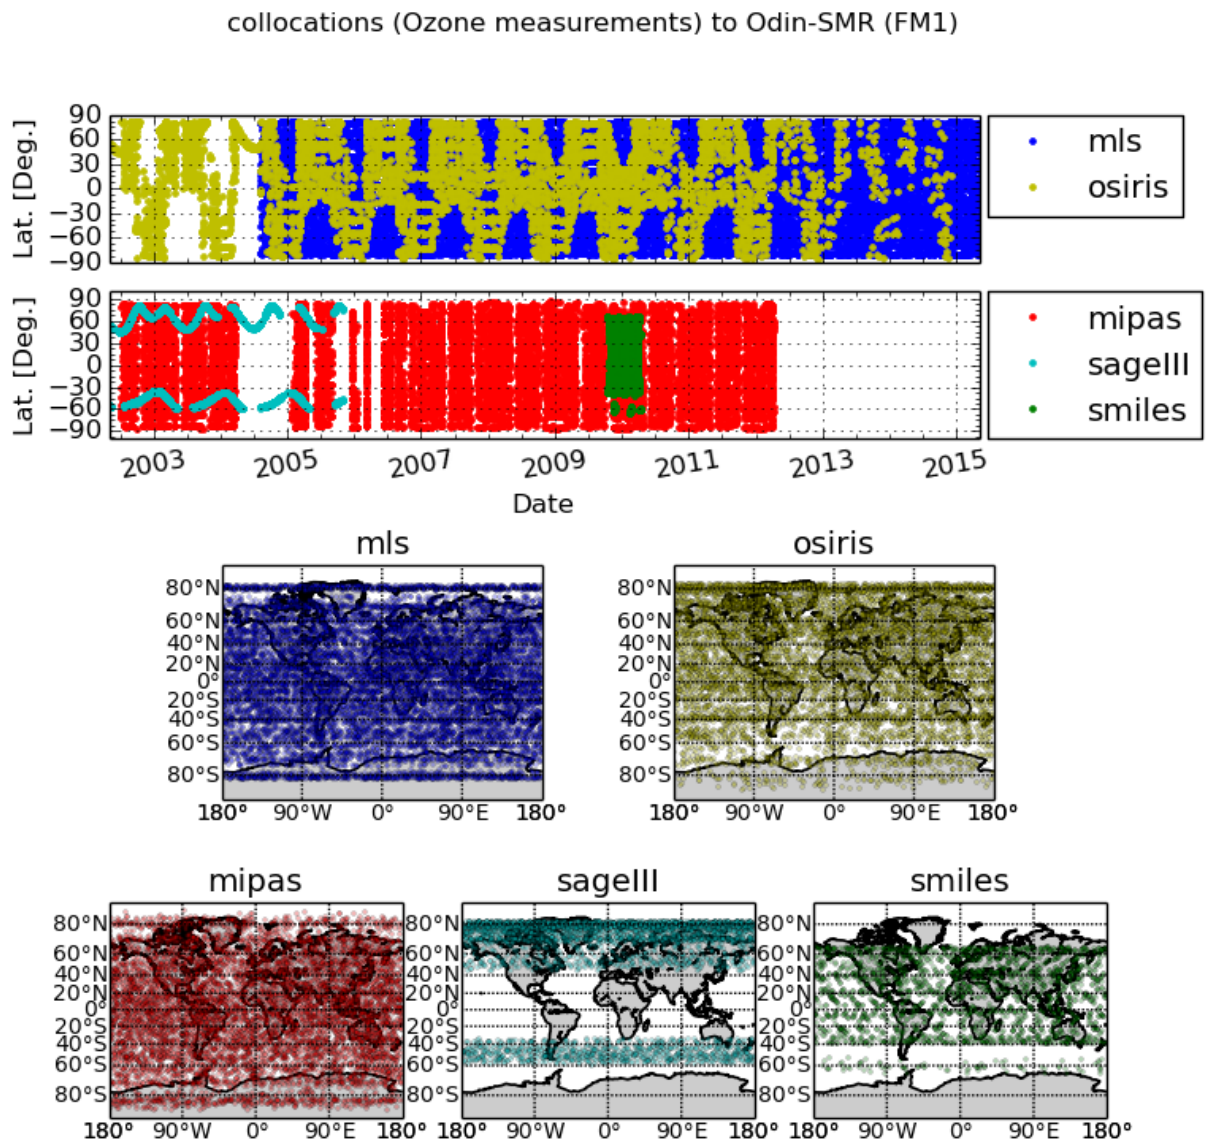 collocations (Ozone measurements) to Odin-SMR (FM1)
90
60
30
0
−30
−60
−90
Lat. [Deg.]
mls
osiris
90
60
30
0
−30
−60
−90
Lat. [Deg.]
mipas
sageIII
smiles
2003 2005 2007 2009 2011 2013 2015
Date
mls
80°N
60°N
40°N
20°N
0°
20°S
40°S
60°S
80°S
180° 90°W 0° 90°E 180°
osiris
80°N
60°N
40°N
20°N
0°
20°S
40°S
60°S
80°S
180° 90°W 0° 90°E 180°
mipas
80°N
60°N
40°N
20°N
0°
20°S
40°S
60°S
80°S
180° 90°W 0° 90°E 180°
sageIII
80°N
60°N
40°N
20°N
0°
20°S
40°S
60°S
80°S
180° 90°W 0° 90°E 180°
smiles
80°N
60°N
40°N
20°N
0°
20°S
40°S
60°S
80°S
180° 90°W 0° 90°E 180°